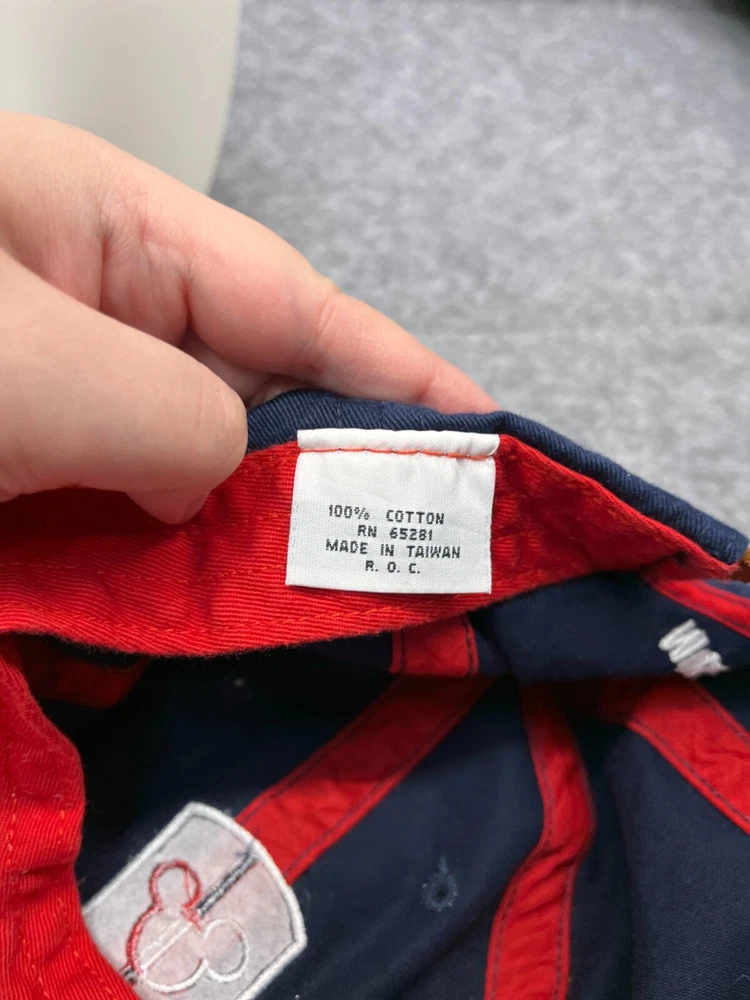 100% COTTON
RN 65281
MADE IN TAIWAN
R. O. C.